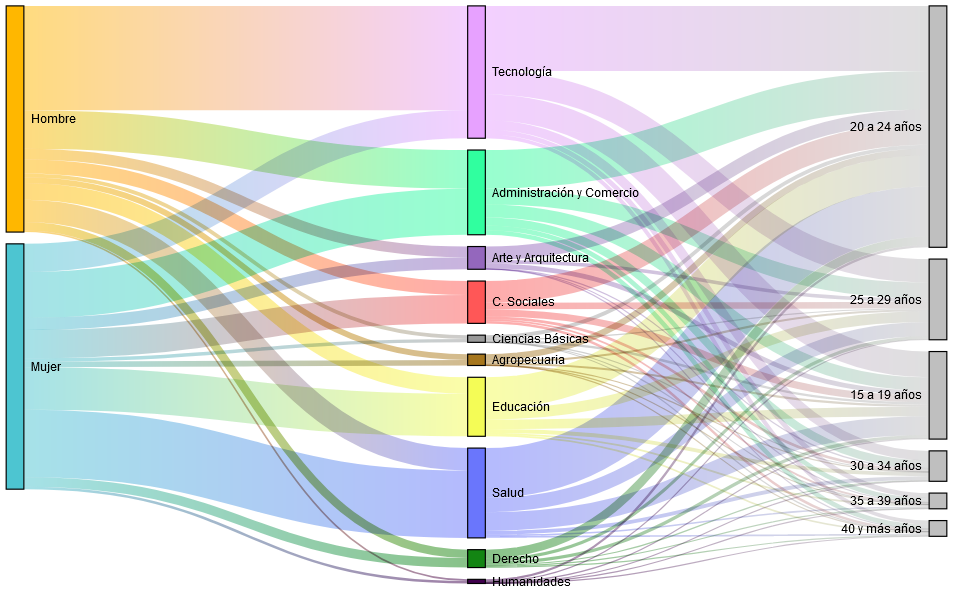 Hombre
Mujer
Tecnología
Administración y Comercio
Arte y Arquitectura
C. Sociales
Ciencias Básicas
Agropecuaria
Educación
Salud
Derecho
Humanidades
20 a 24 años
25 a 29 años
15 a 19 años
30 a 34 años
35 a 39 años
40 y más años